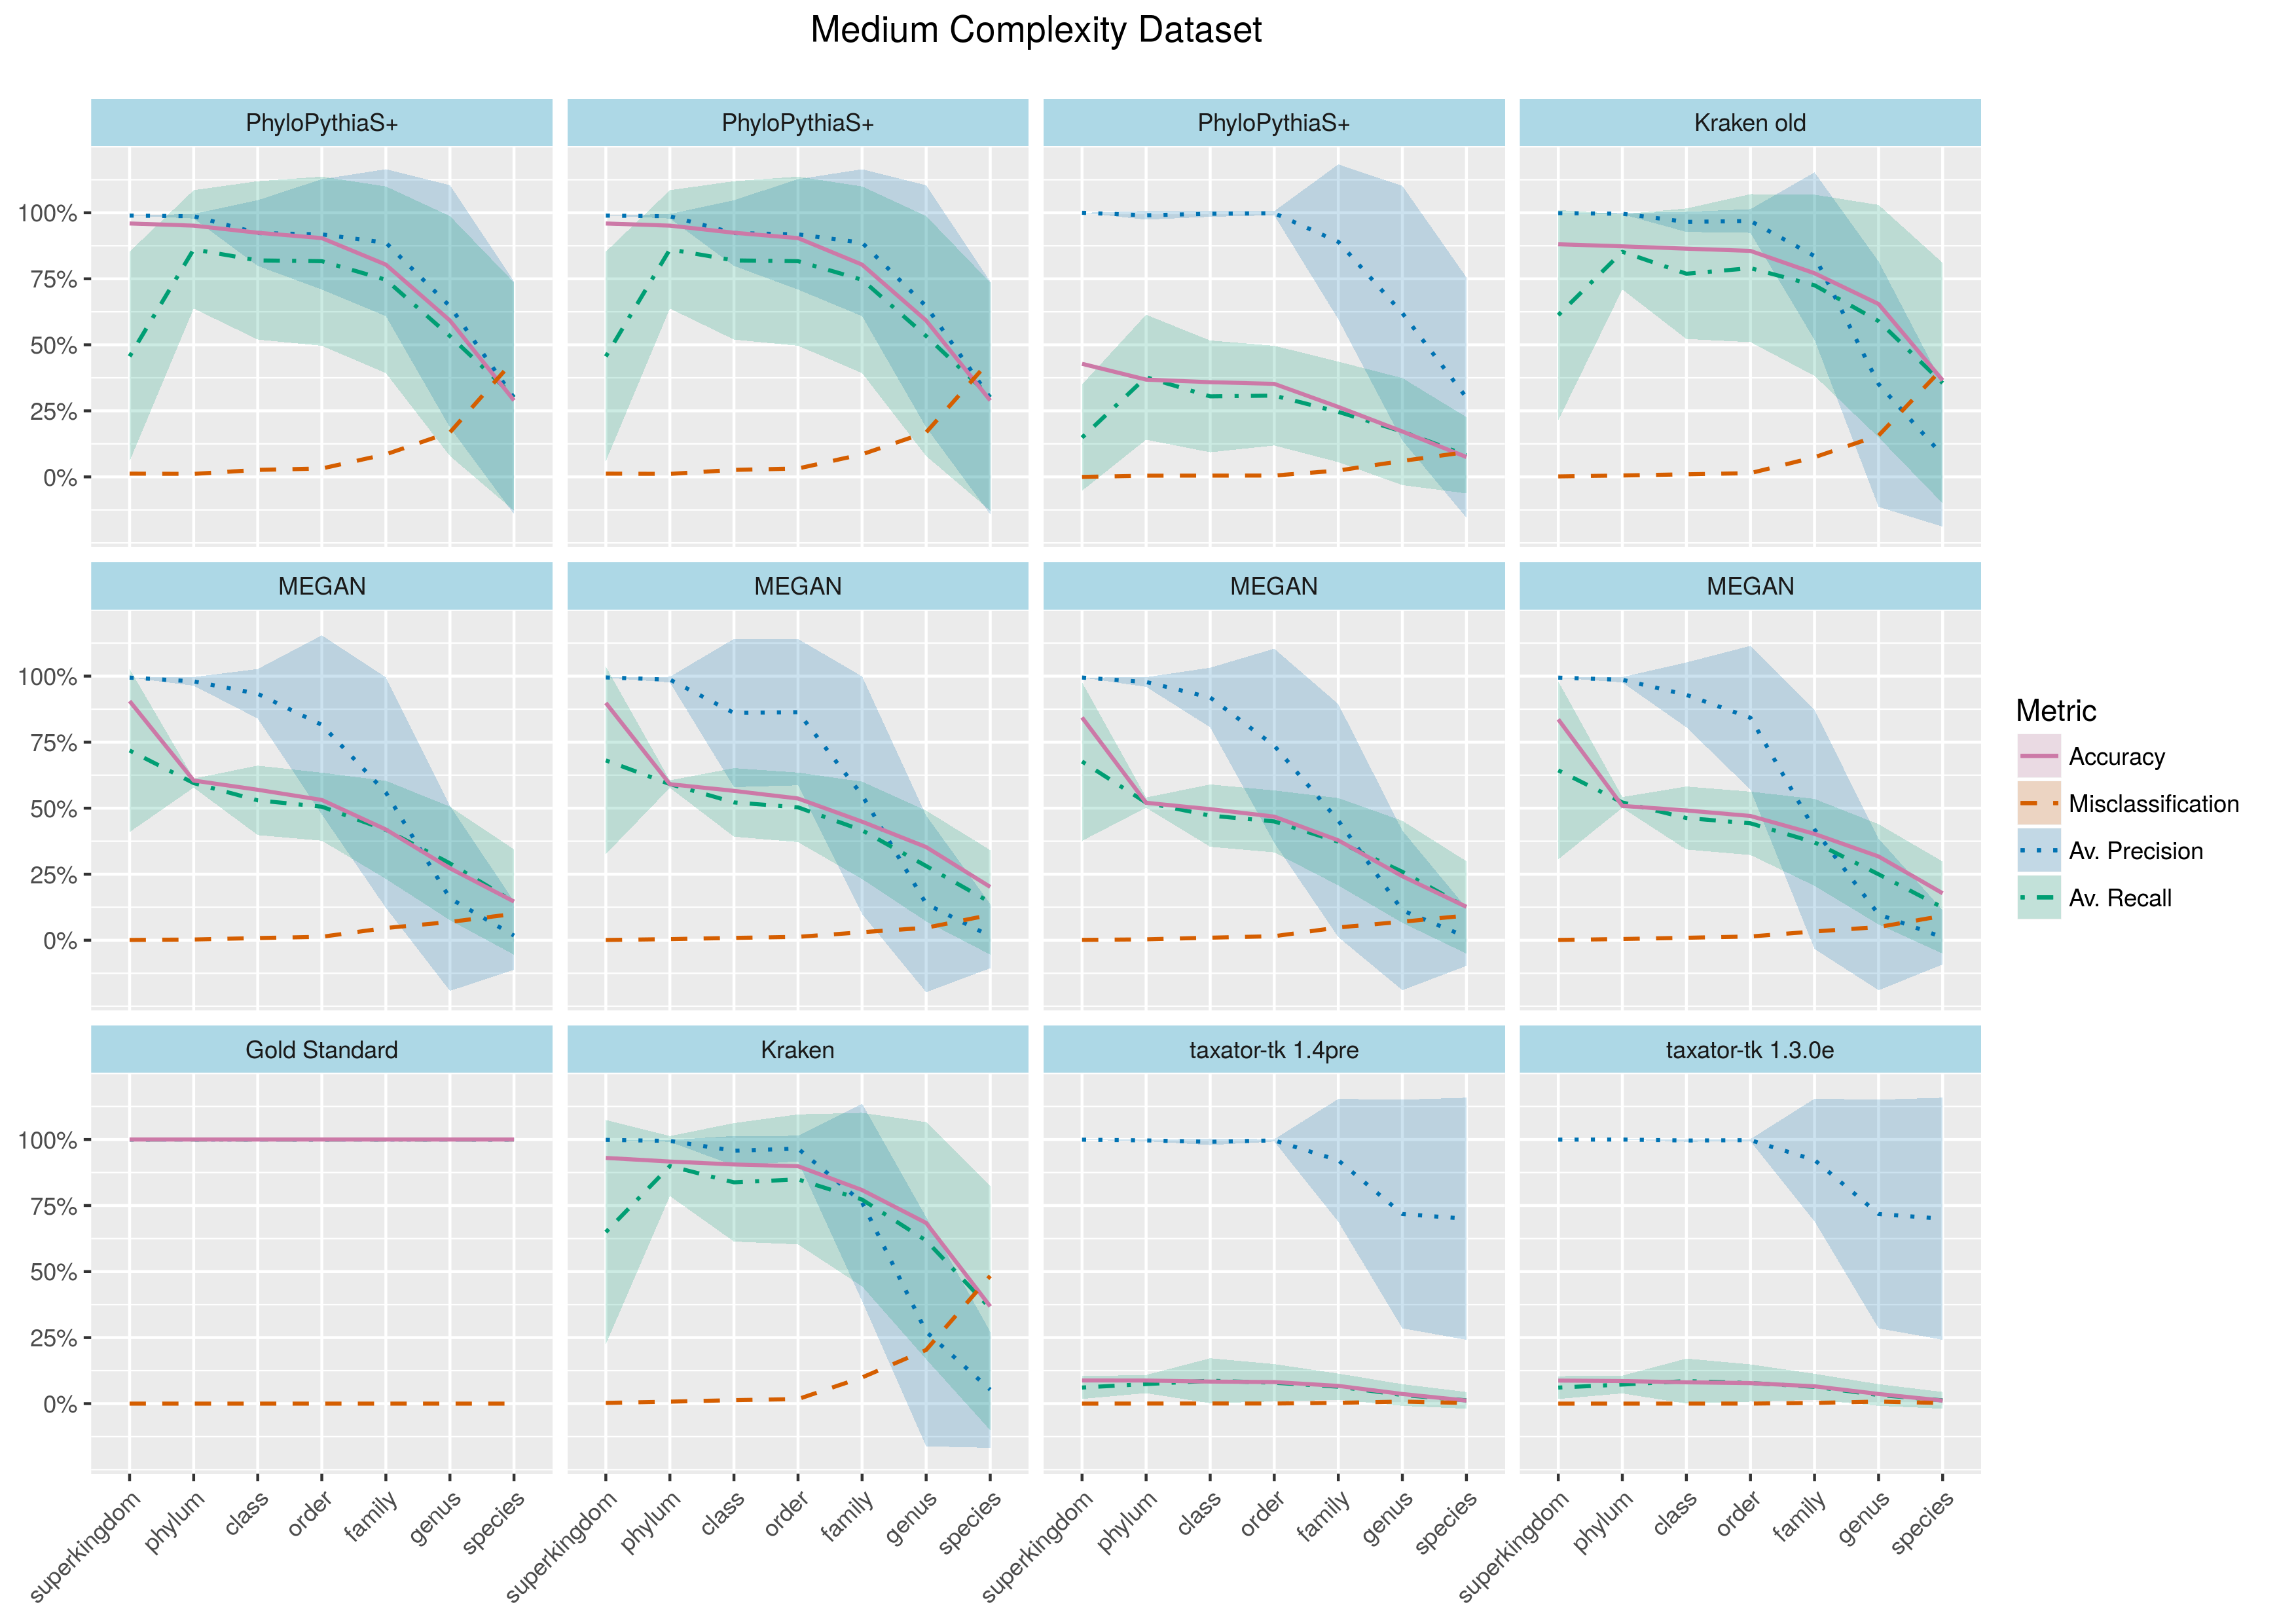 Medium Complexity Dataset
PhyloPythiaS+ PhyloPythiaS+ PhyloPythiaS+ Kraken old
100%
75%
50%
25%
0%
MEGAN MEGAN MEGAN MEGAN
100%
75%
50%
25%
0%
Metric
Accuracy
Misclassification
Av. Precision
Av. Recall
Gold Standard Kraken taxator-tk 1.4pre taxator-tk 1.3.0e
100%
75%
50%
25%
0%
superkingdom phylum class order family genus species superkingdom phylum class order family genus species superkingdom phylum class order family genus species superkingdom phylum class order family genus species